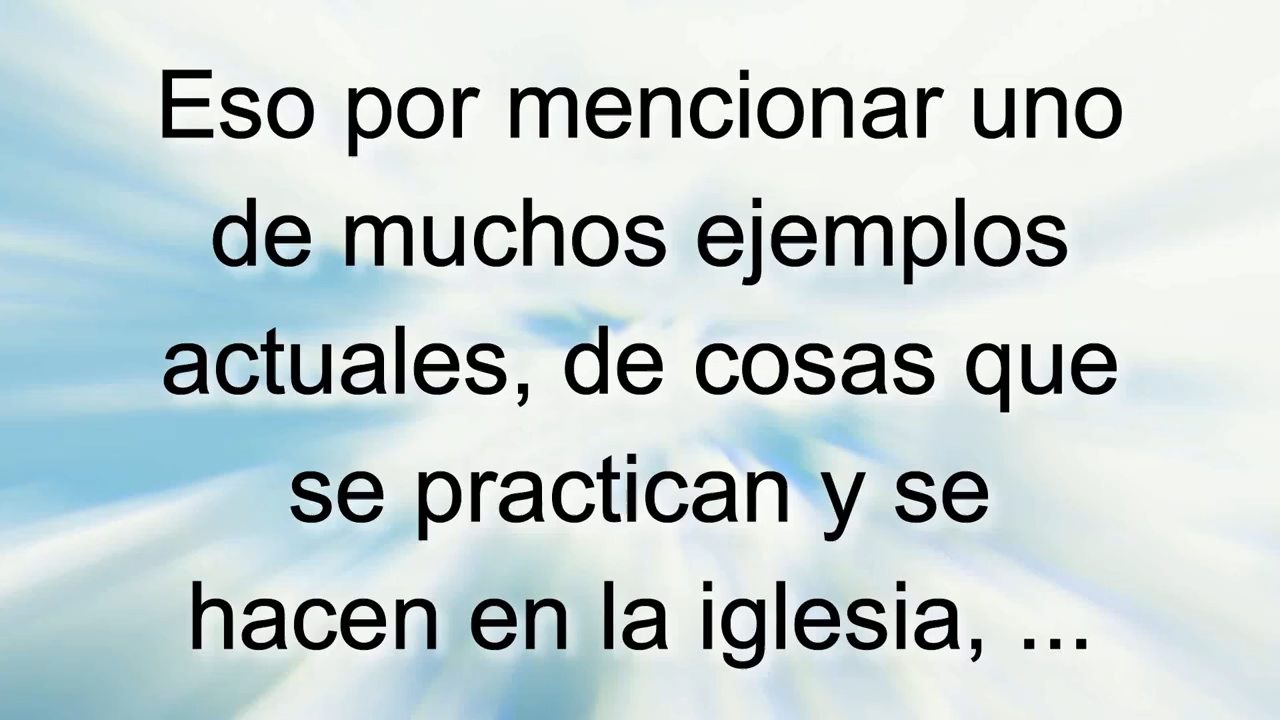 Eso por mencionar uno
de muchos ejemplos
actuales, de cosas que
se practican y se
hacen en la iglesia, ...